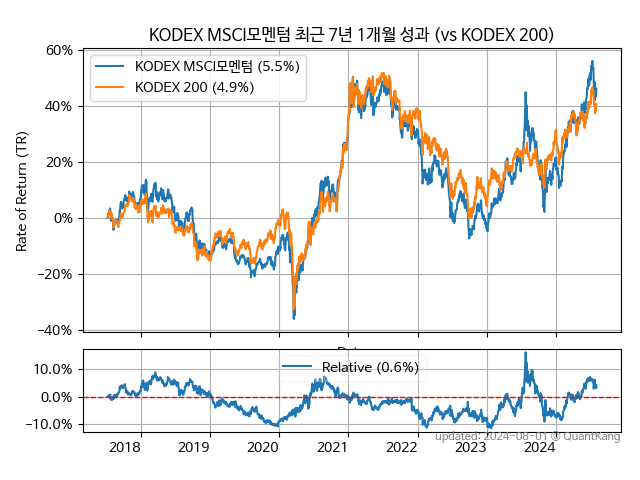 KODEX MSCI모멘텀 최근 7년 1개월 성과 (vs KODEX 200)
60%
KODEX MSCI모멘텀 (5.5%)
KODEX 200 (4.9%)
40%
20%
0%
−20%
−40%
Rate of Return (TR)
Relative (0.6%)
10.0%
0.0%
−10.0%
2018 2019 2020 2021 2022 2023 2024
updated: 2024-08-01 © QuantKang